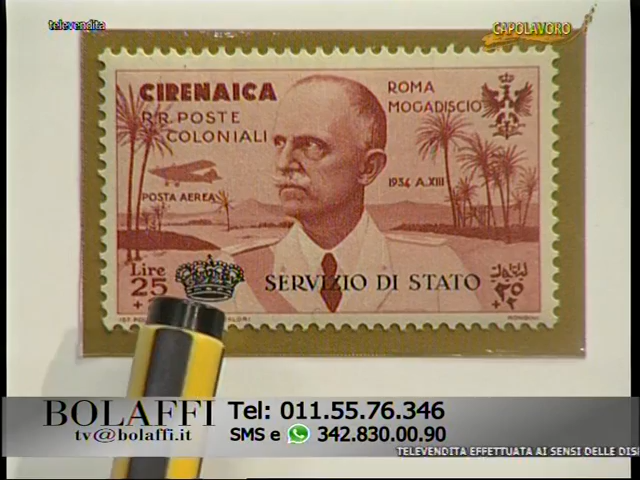 televendita
CAPOLAVORO
CIRENAICA
R.R. POSTE
COLONIALI
ROMA
MOGADISCIO
POSTA AEREA
1934 A.XIII
Lire
25
SERVIZIO DI STATO
+٢
BOLAFFI
tv@bolaffi.it
Tel: 011.55.76.346
SMS e 342.830.00.90
TELEVENDITA EFFETTUATA AI SENSI DELLE DIS